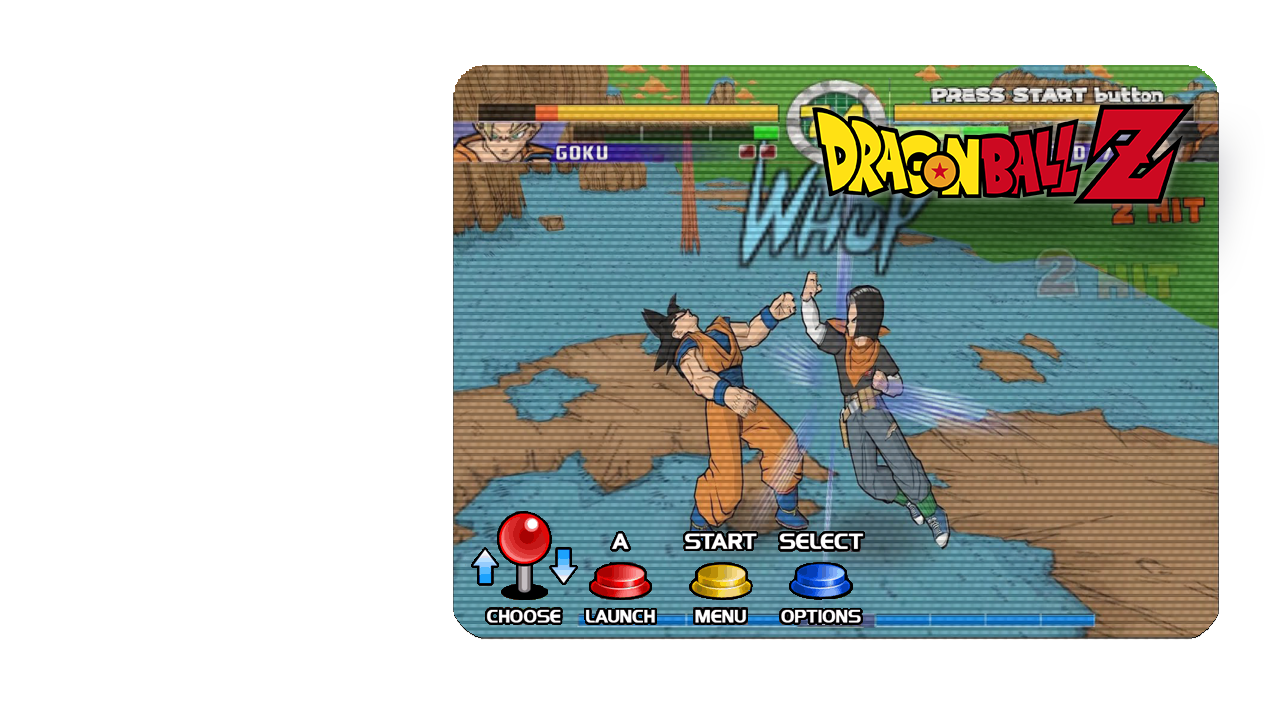 PRESS START button
DRAGONBALL Z
GOKU
2 HIT
WHUP
2 HIT
A START SELECT
CHOOSE LAUNCH MENU OPTIONS